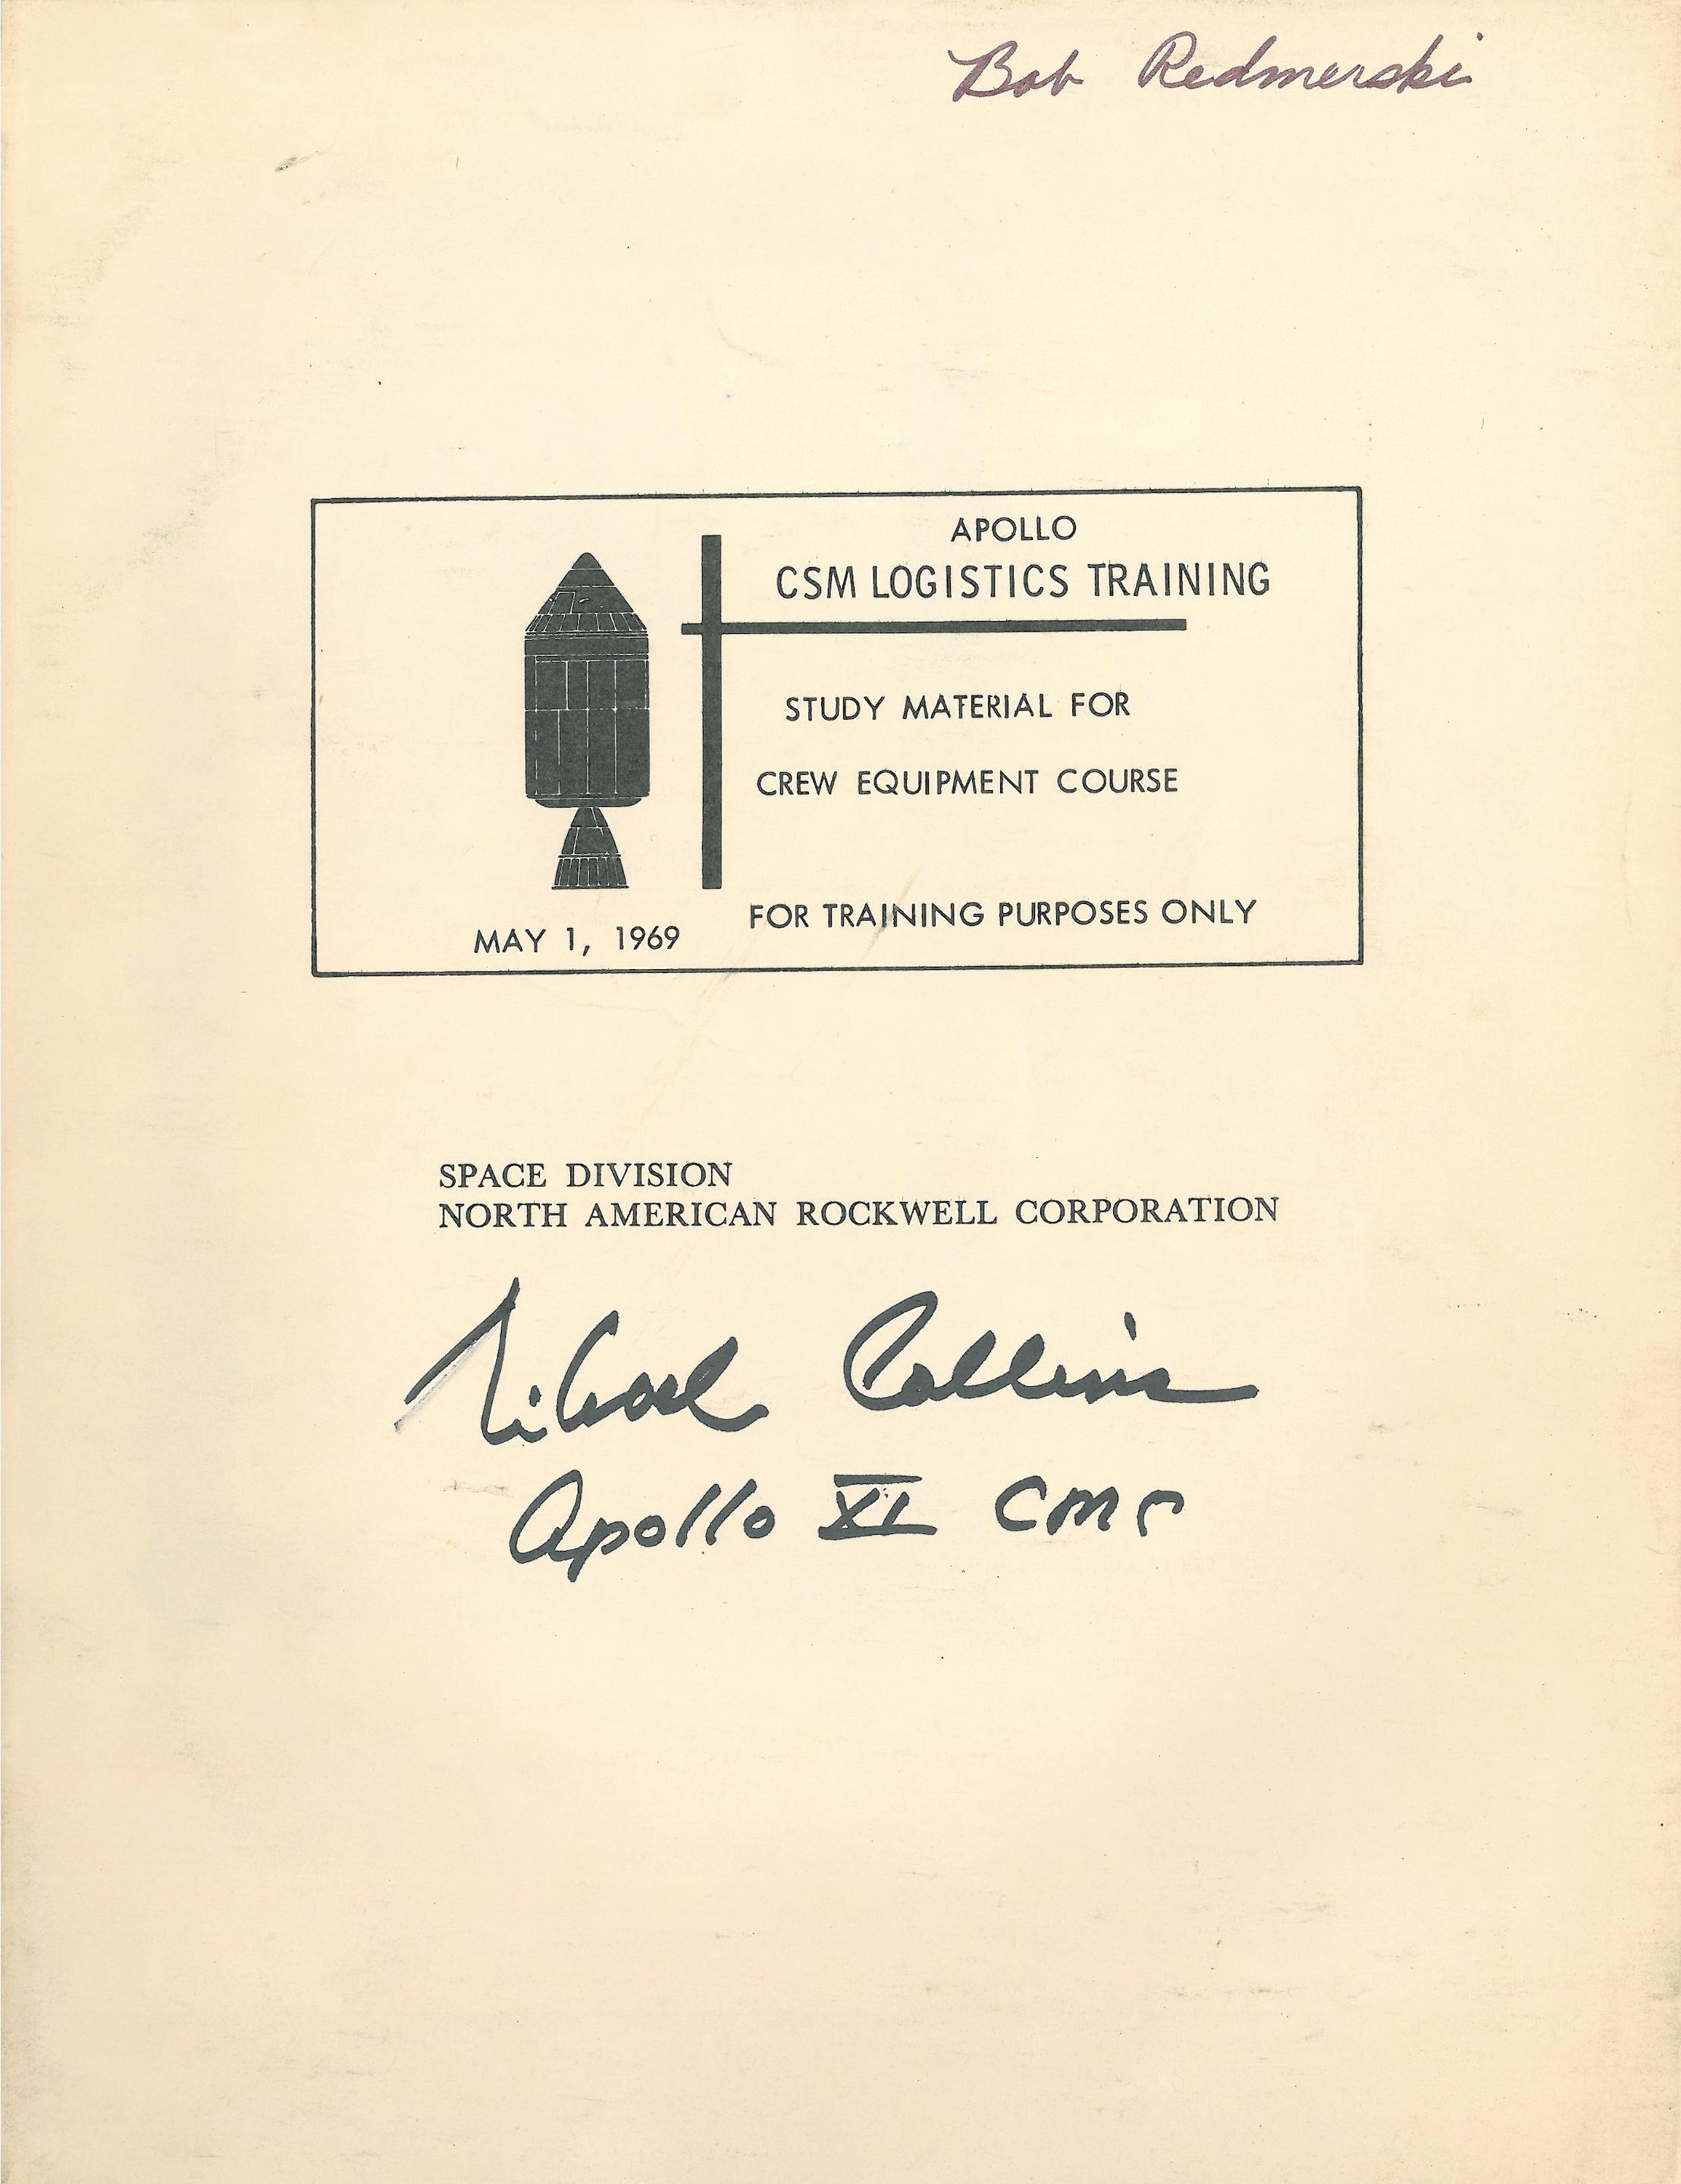 Bob Redmerski
APOLLO
CSM LOGISTICS TRAINING
STUDY MATERIAL FOR
CREW EQUIPMENT COURSE
FOR TRAINING PURPOSES ONLY
MAY 1, 1969
SPACE DIVISION
NORTH AMERICAN ROCKWELL CORPORATION
Michael Collins
Apollo XI CMP